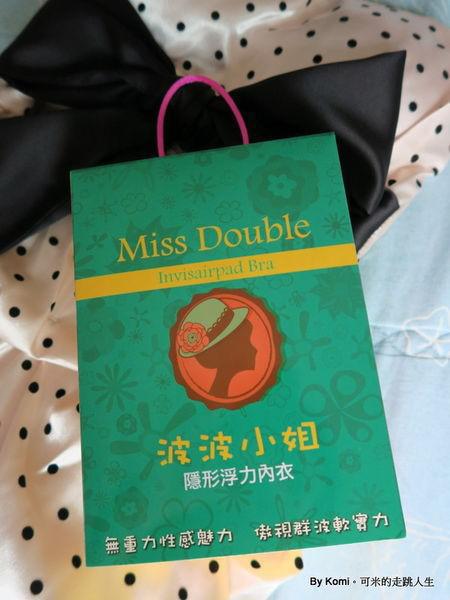 Miss Double
Invisairpad Bra
波波小姐
隱形浮力內衣
無重力性感魅力 傲視群波軟實力
By Komi。可米的走跳人生